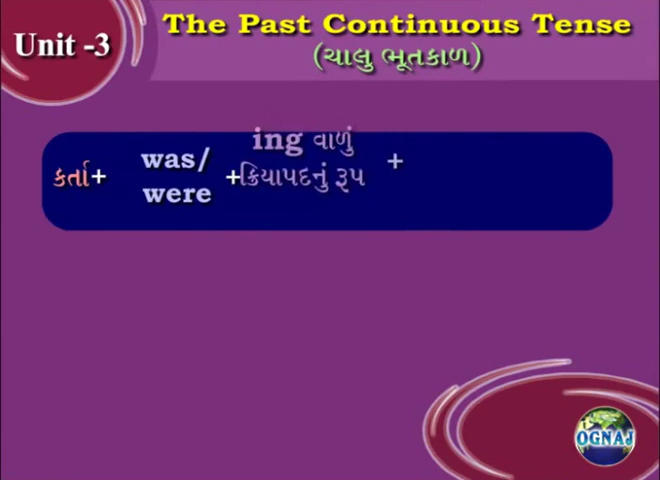 Unit -3
The Past Continuous Tense
(ચાલુ ભૂતકાળ)
કર્તા+ was/ were +ing વાળું ક્રિયાપદનું રૂપ +
OGNAJ